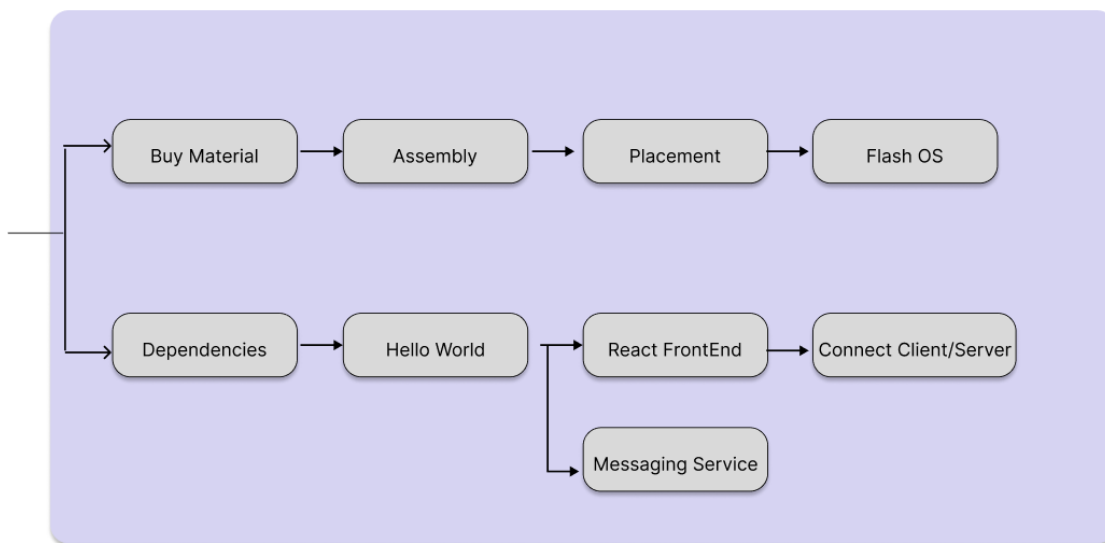 Buy Material
Assembly
Placement
Flash OS
Dependencies
Hello World
React FrontEnd
Connect Client/Server
Messaging Service